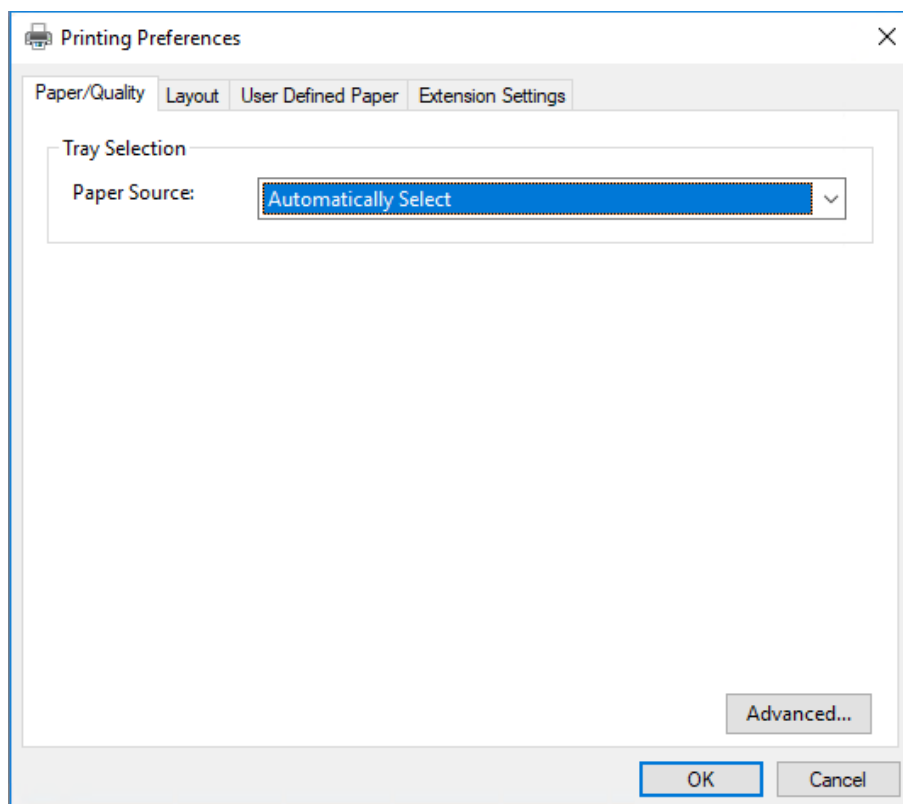 Printing Preferences
Paper/Quality Layout User Defined Paper Extension Settings
Tray Selection
Paper Source: Automatically Select
Advanced...
OK Cancel